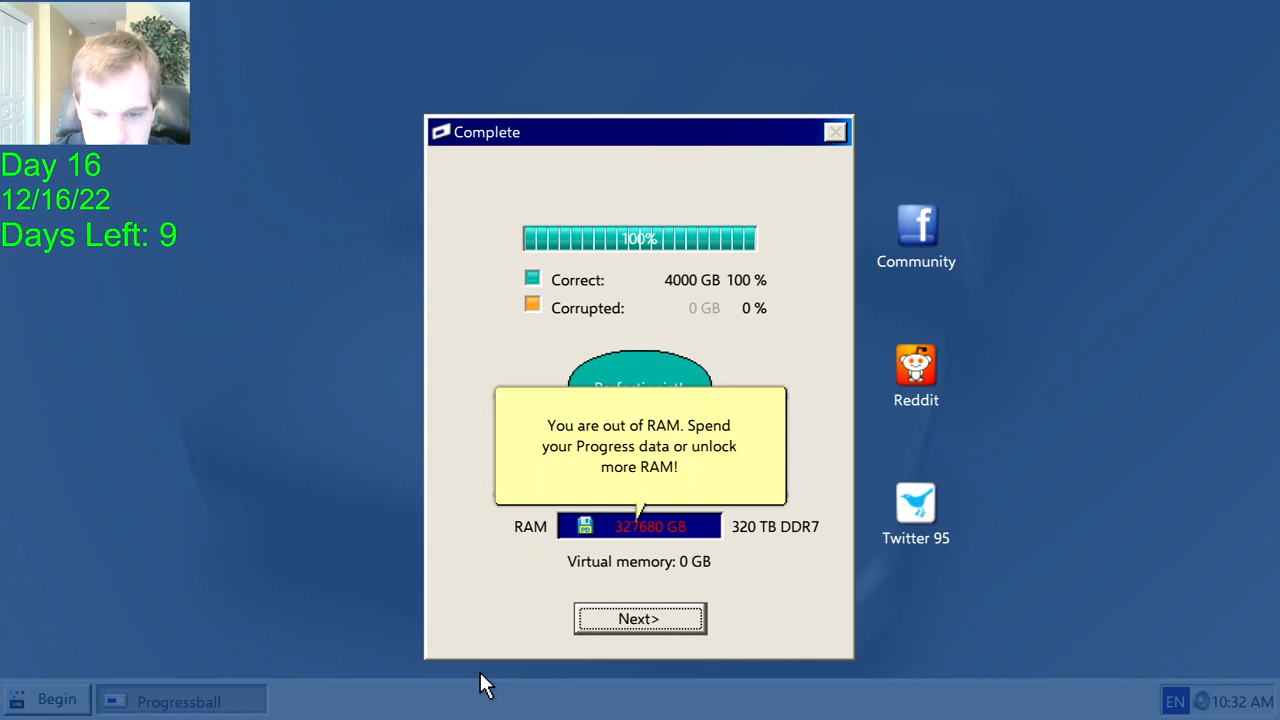 Day 16
12/16/22
Days Left: 9
Complete
100%
Correct: 4000 GB 100 %
Corrupted: 0 GB 0 %
Perfectionist!
You are out of RAM. Spend
your Progress data or unlock
more RAM!
RAM 327680 GB 320 TB DDR7
Virtual memory: 0 GB
Next>
Community
Reddit
Twitter 95
Begin
Progressball
EN 10:32 AM